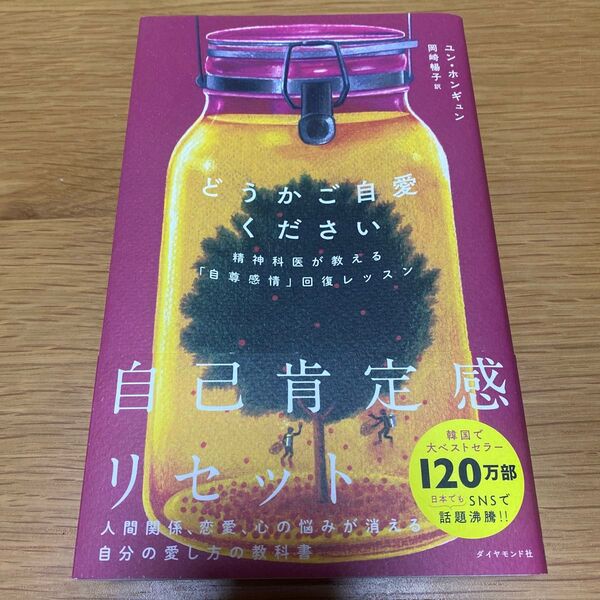 ユン・ホンギュン
岡崎暢子 訳
どうかご自愛
ください
精神科医が教える
「自尊感情」回復レッスン
自己肯定感
リセット
人間関係、恋愛、心の悩みが消える
自分の愛し方の教科書
韓国で
大ベストセラー
120万部
日本でも SNSで
話題沸騰!!
ダイヤモンド社